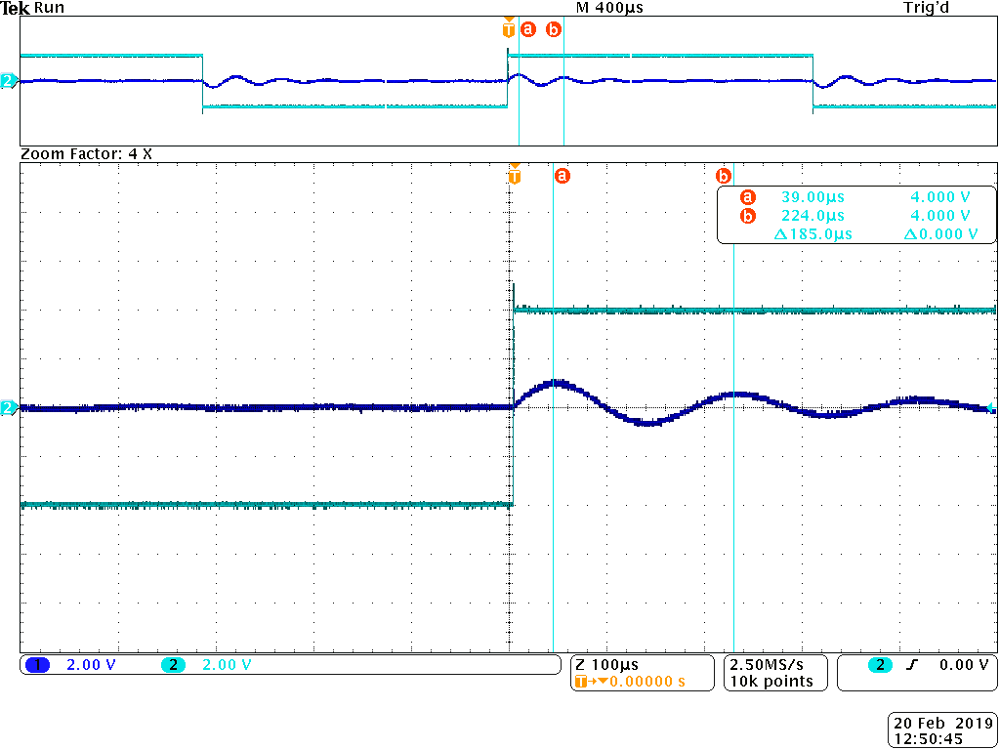 Tek Run M 400µs Trig'd
T a b
2
Zoom Factor: 4 X
T a b
a 39.00µs 4.000 V
b 224.0µs 4.000 V
Δ185.0µs Δ0.000 V
2
1 2.00 V 2 2.00 V
Z 100µs
T→▼0.00000 s
2.50MS/s
10k points
2 0.00 V
20 Feb 2019
12:50:45